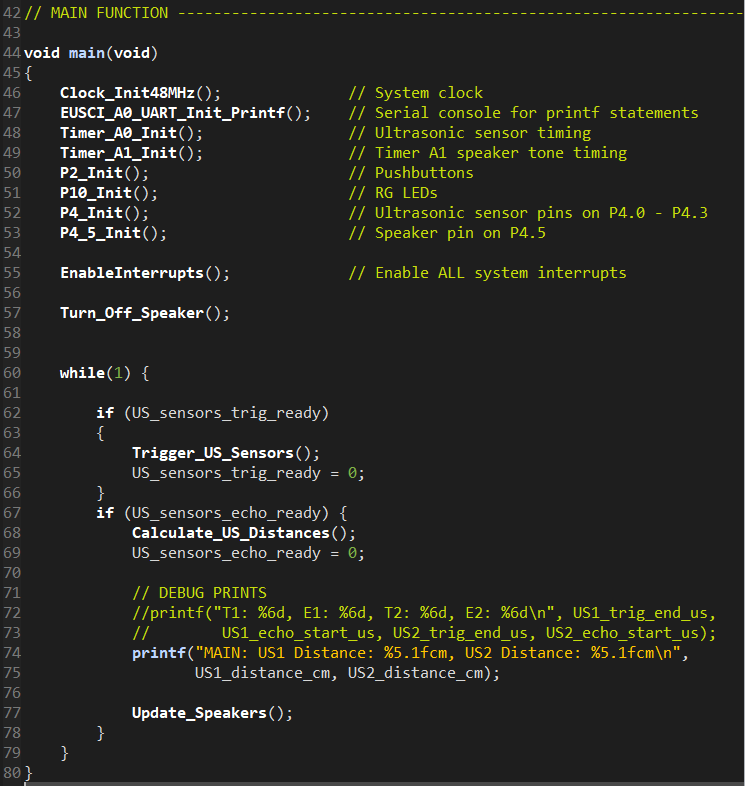 42 // MAIN FUNCTION ---------------------------------------------------------------
43
44 void main(void)
45 {
46     Clock_Init48MHz();              // System clock
47     EUSCI_A0_UART_Init_Printf();    // Serial console for printf statements
48     Timer_A0_Init();                // Ultrasonic sensor timing
49     Timer_A1_Init();                // Timer A1 speaker tone timing
50     P2_Init();                      // Pushbuttons
51     P10_Init();                     // RG LEDs
52     P4_Init();                      // Ultrasonic sensor pins on P4.0 - P4.3
53     P4_5_Init();                    // Speaker pin on P4.5
54
55     EnableInterrupts();             // Enable ALL system interrupts
56
57     Turn_Off_Speaker();
58
59
60     while(1) {
61
62         if (US_sensors_trig_ready)
63         {
64             Trigger_US_Sensors();
65             US_sensors_trig_ready = 0;
66         }
67         if (US_sensors_echo_ready) {
68             Calculate_US_Distances();
69             US_sensors_echo_ready = 0;
70
71             // DEBUG PRINTS
72             //printf("T1: %6d, E1: %6d, T2: %6d, E2: %6d\n", US1_trig_end_us,
73             //        US1_echo_start_us, US2_trig_end_us, US2_echo_start_us);
74             printf("MAIN: US1 Distance: %5.1fcm, US2 Distance: %5.1fcm\n",
75                    US1_distance_cm, US2_distance_cm);
76
77             Update_Speakers();
78         }
79     }
80 }